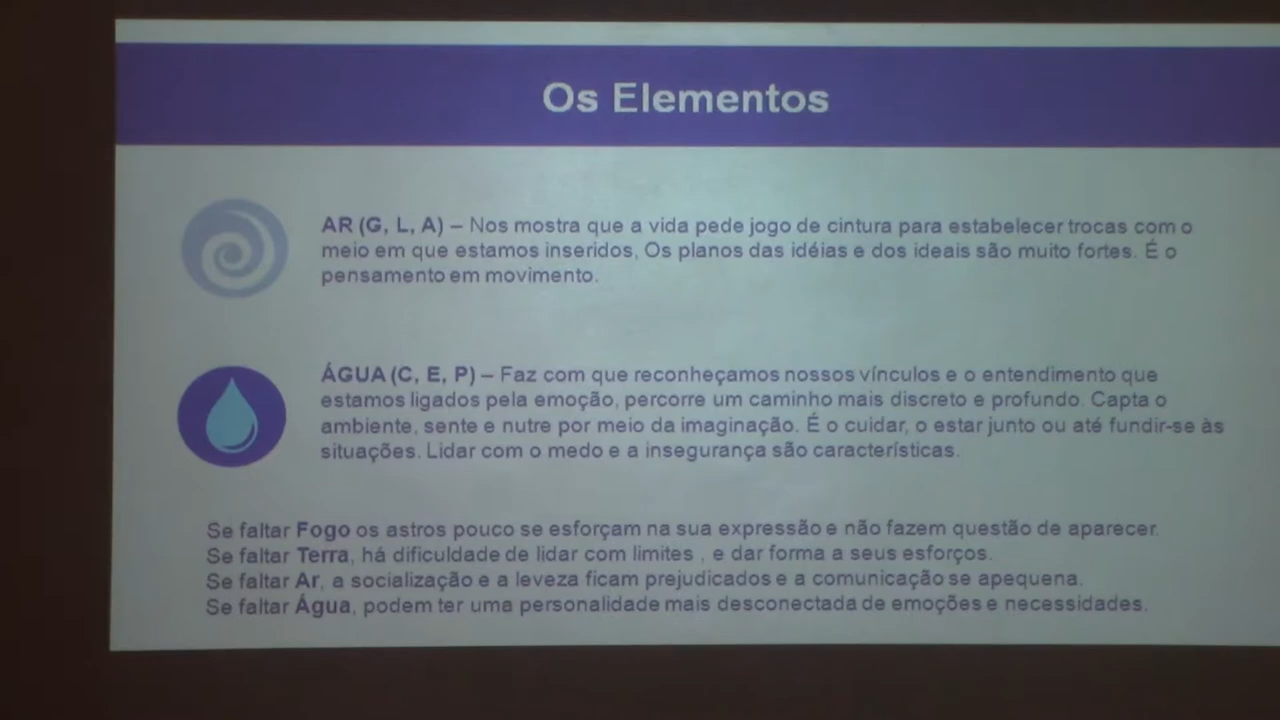 Os Elementos
AR (G, L, A) – Nos mostra que a vida pede jogo de cintura para estabelecer trocas com o
meio em que estamos inseridos, Os planos das idéias e dos ideais são muito fortes. É o
pensamento em movimento.
ÁGUA (C, E, P) – Faz com que reconheçamos nossos vínculos e o entendimento que
estamos ligados pela emoção, percorre um caminho mais discreto e profundo. Capta o
ambiente, sente e nutre por meio da imaginação. É o cuidar, o estar junto ou até fundir-se às
situações. Lidar com o medo e a insegurança são características.
Se faltar Fogo os astros pouco se esforçam na sua expressão e não fazem questão de aparecer.
Se faltar Terra, há dificuldade de lidar com limites , e dar forma a seus esforços.
Se faltar Ar, a socialização e a leveza ficam prejudicados e a comunicação se apequena.
Se faltar Água, podem ter uma personalidade mais desconectada de emoções e necessidades.